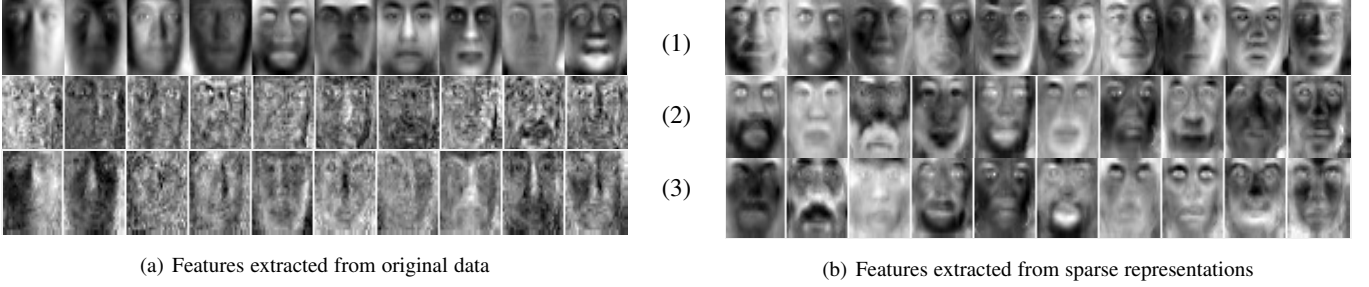 (1)
(2)
(3)
(a) Features extracted from original data
(b) Features extracted from sparse representations